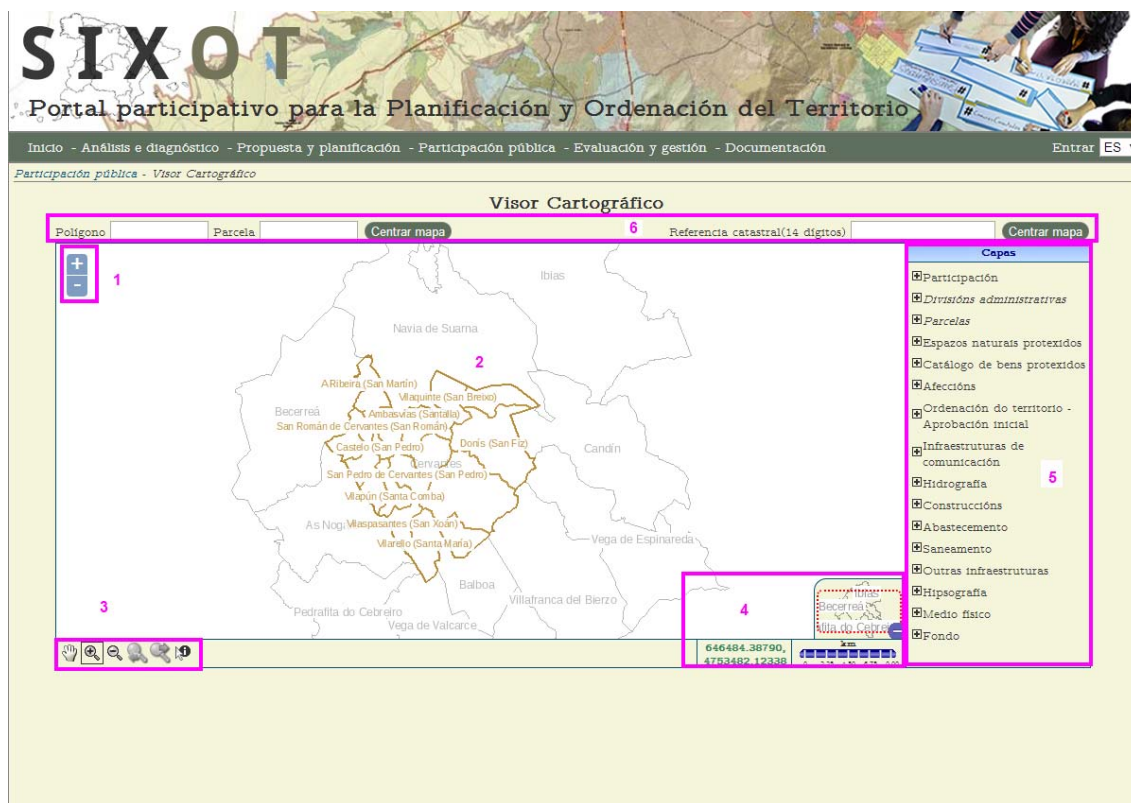 SIXOT
Portal participativo para la Planificación y Ordenación del Territorio
Inicio - Análisis e diagnóstico - Propuesta y planificación - Participación pública - Evaluación y gestión - Documentación Entrar ES
Participación pública - Visor Cartográfico
Visor Cartográfico
Polígono Parcela Centrar mapa 6 Referencia catastral(14 dígitos) Centrar mapa
+
-
1
Ibias
Navia de Suarna
2
A Ribeira (San Martín)
Vilaquinte (San Breixo)
Becerreá
Ambasvías (Santalla)
San Román de Cervantes (San Román)
Castelo (San Pedro)
Donís (San Fiz)
Candín
Cervantes
San Pedro de Cervantes (San Pedro)
Vilapún (Santa Comba)
As Nog
Vilaspasantes (San Xoán)
Vilarello (Santa María)
Vega de Espinareda
Balboa
Villafranca del Bierzo
Pedrafita do Cebreiro
Vega de Valcarce
3
4
Ibias
Becerreá
fita do Cebrei
646484.38790,
4753482.12338
km
Capas
Participación
Divisións administrativas
Parcelas
Espazos naturais protexidos
Catálogo de bens protexidos
Afeccións
Ordenación do territorio -
Aprobación inicial
Infraestruturas de
comunicación
5
Hidrografía
Construccións
Abastecemento
Saneamento
Outras infraestruturas
Hipsografía
Medio físico
Fondo